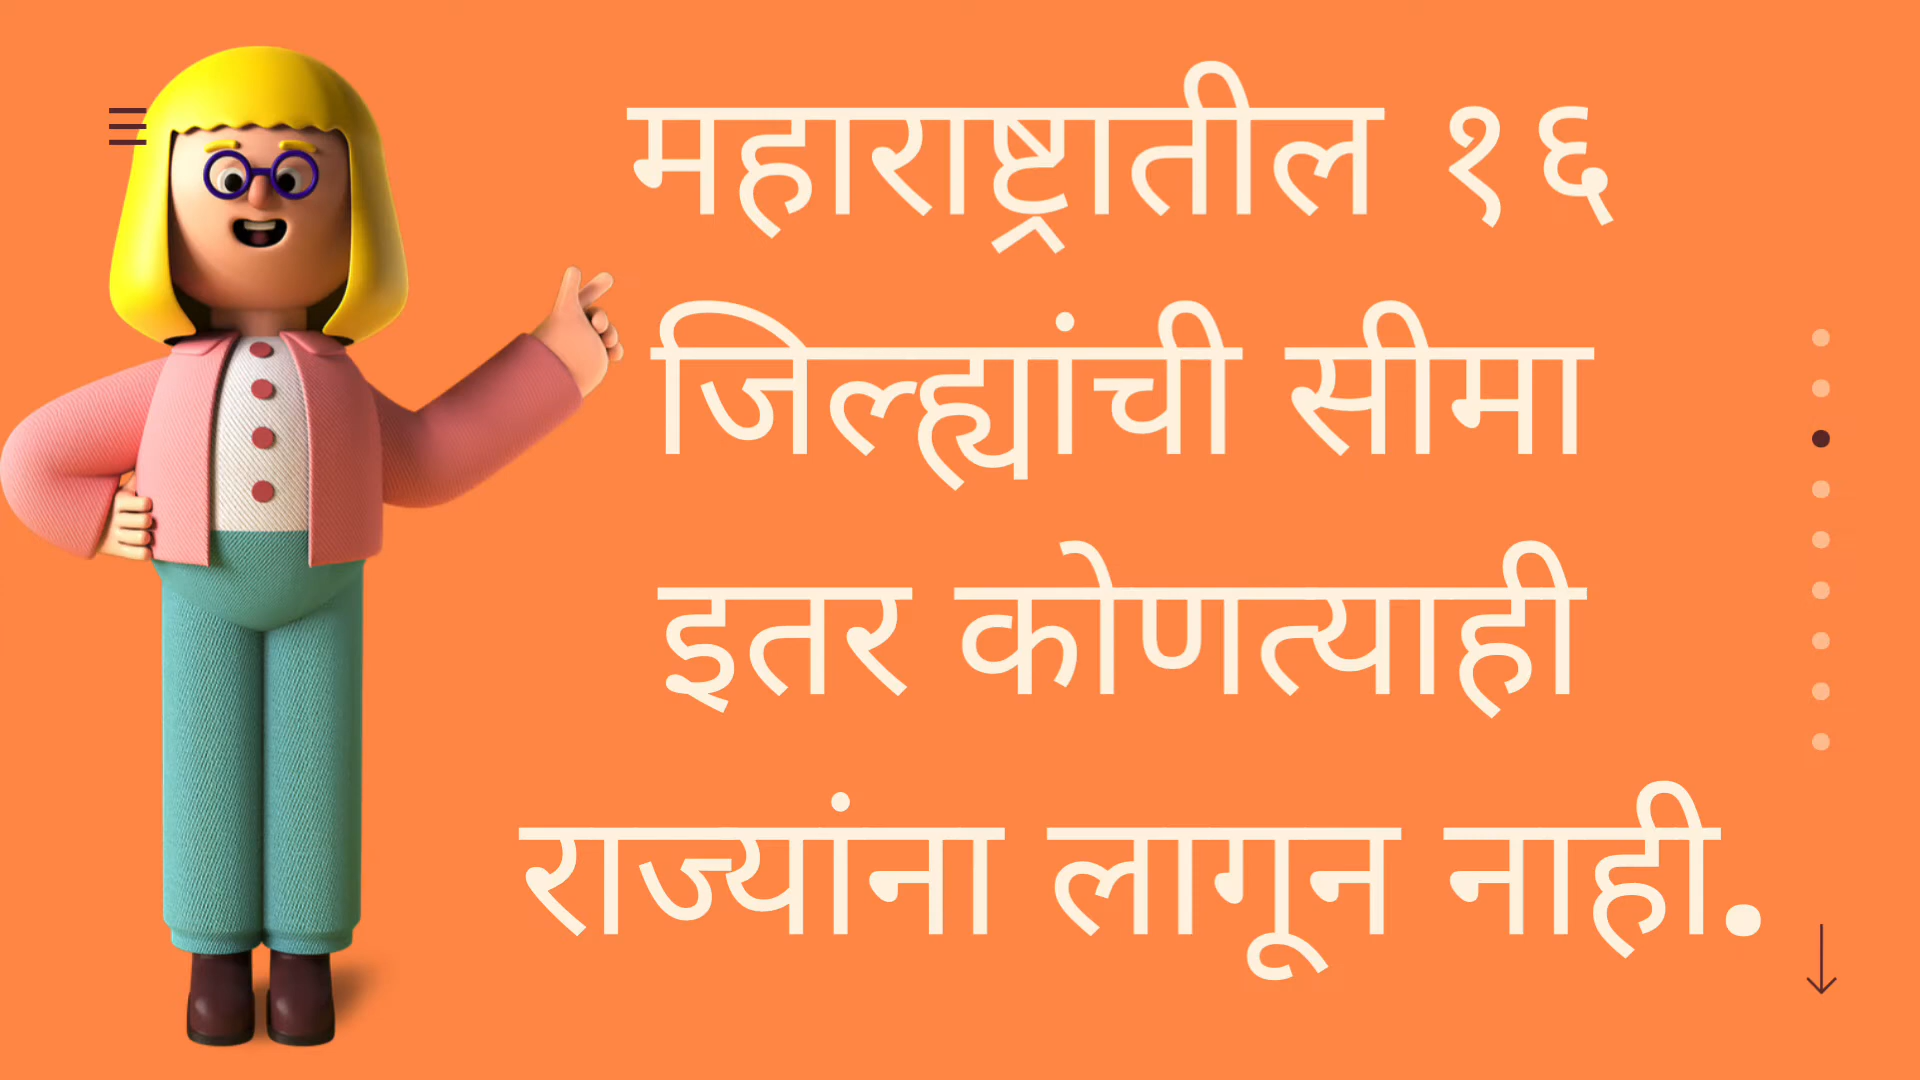 महाराष्ट्रातील १६
जिल्ह्यांची सीमा
इतर कोणत्याही
राज्यांना लागून नाही.